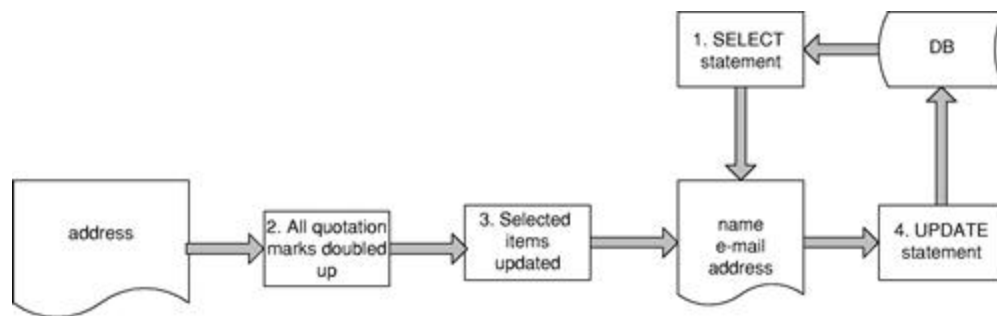 1. SELECT
statement
DB
address
2. All quotation
marks doubled
up
3. Selected
items
updated
name
e-mail
address
4. UPDATE
statement